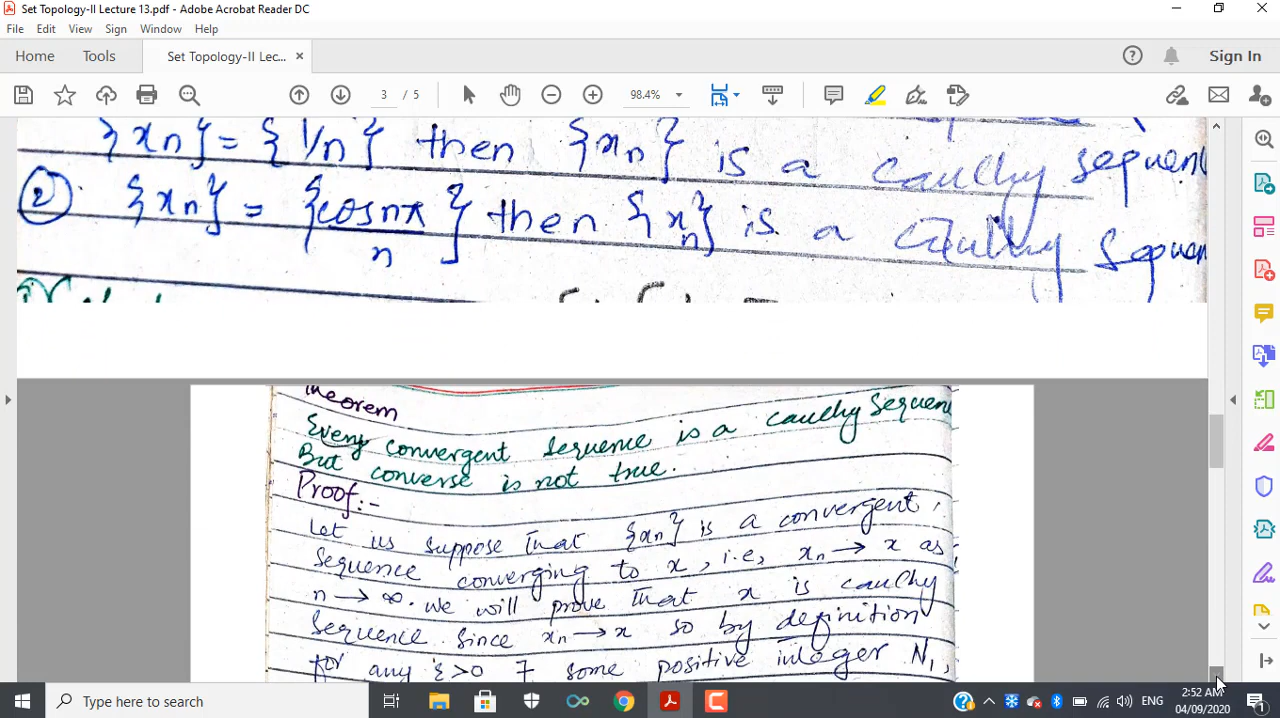 Set Topology-II Lecture 13.pdf - Adobe Acrobat Reader DC
File Edit View Sign Window Help
Home Tools Set Topology-II Lec... × Sign In
3 / 5 98.4%
{xn} = {1/n} then {xn} is a cauchy sequen
② {xn} = {cosnπ/n} then {xn} is a Cauchy Sequen
Theorem
Every convergent sequence is a cauchy Sequen
But converse is not true.
Proof:-
Let us suppose that {xn} is a convergent
sequence converging to x, i.e, xn → x as
n → ∞. we will prove that x is cauchy
sequence. Since xn → x so by definition
for any ε>0 ∃ some positive integer N1,
Type here to search
ENG
2:52 AM
04/09/2020
1